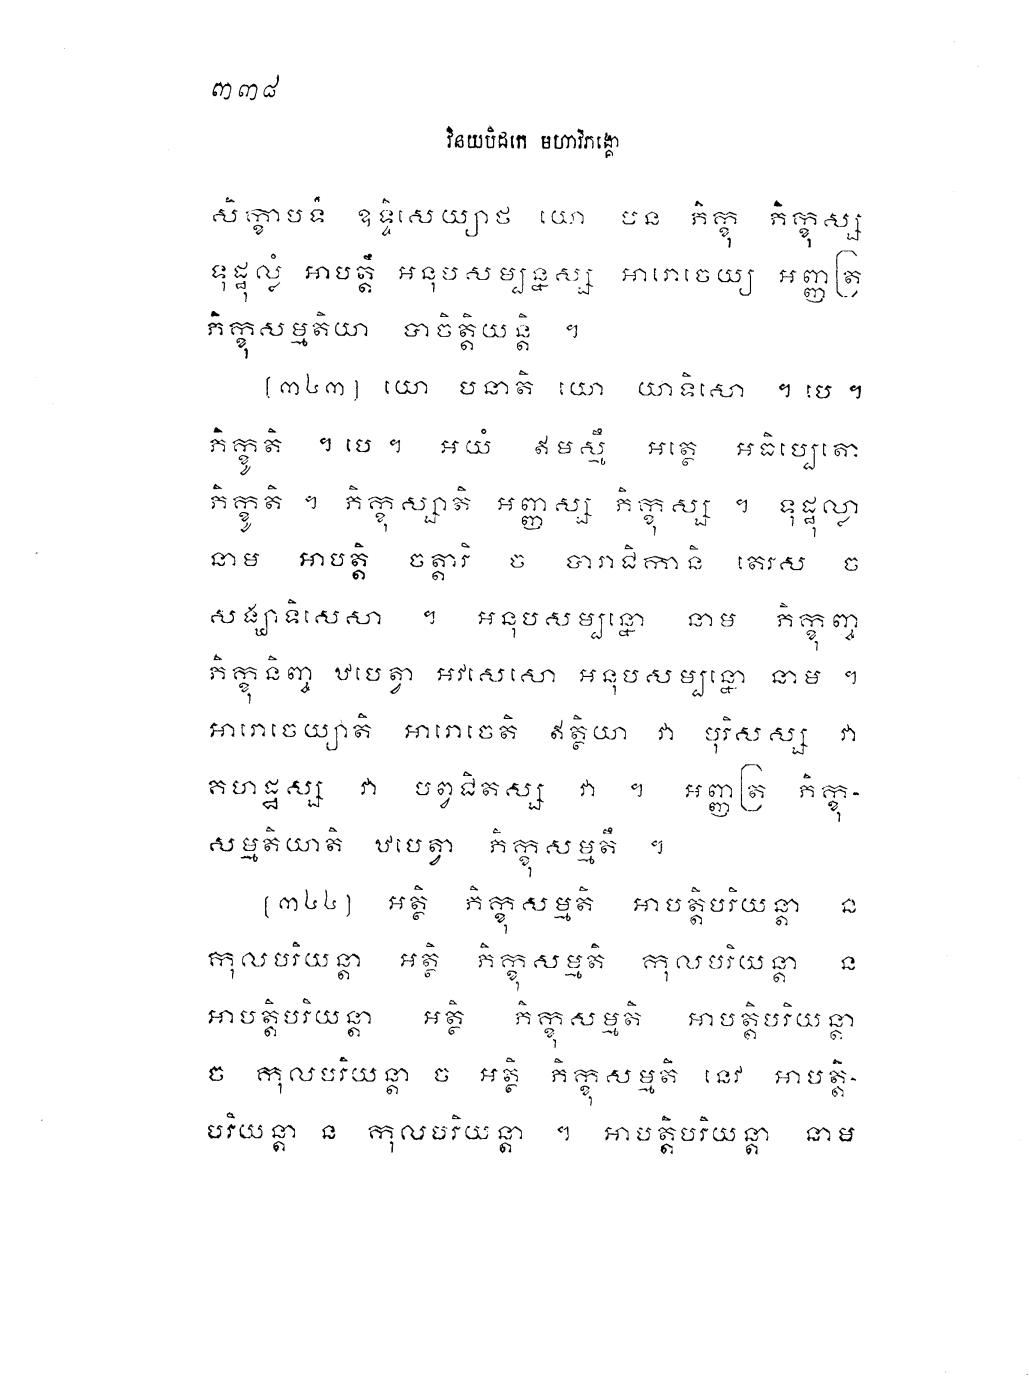 ៣៣៨
វិនយបិដកេ មហាវិភង្គោ
សិក្ខាបទំ ឧទ្ទិសេយ្យាថ យោ បន ភិក្ខុ ភិក្ខុស្ស
ទុដ្ឋុល្លំ អាបត្តឹ អនុបសម្បន្នស្ស អារោចេយ្យ អញ្ញត្រ
ភិក្ខុសម្មតិយា បាចិត្តិយន្តិ ។
[៣៤៣] យោ បនាតិ យោ យាទិសោ ។ បេ ។
ភិក្ខូតិ ។ បេ ។ អយំ ឥមស្មឹ អត្ថេ អធិប្បេតោ
ភិក្ខូតិ ។ ភិក្ខុស្សាតិ អញ្ញស្ស ភិក្ខុស្ស ។ ទុដ្ឋុល្លា
នាម អាបត្តិ ចត្តារិ ច បារាជិកានិ តេរស ច
សង្ឃាទិសេសា ។ អនុបសម្បន្នោ នាម ភិក្ខុញ្ច
ភិក្ខុនិញ្ច ឋបេត្វា អវសេសោ អនុបសម្បន្នោ នាម ។
អារោចេយ្យាតិ អារោចេតិ ឥត្ថិយា វា បុរិសស្ស វា
គហដ្ឋស្ស វា បព្វជិតស្ស វា ។ អញ្ញត្រ ភិក្ខុ-
សម្មតិយាតិ ឋបេត្វា ភិក្ខុសម្មតឹ ។
[៣៤៤] អត្ថិ ភិក្ខុសម្មតិ អាបត្តិបរិយន្តា ន
កុលបរិយន្តា អត្ថិ ភិក្ខុសម្មតិ កុលបរិយន្តា ន
អាបត្តិបរិយន្តា អត្ថិ ភិក្ខុសម្មតិ អាបត្តិបរិយន្តា
ច កុលបរិយន្តា ច អត្ថិ ភិក្ខុសម្មតិ នេវ អាបត្តិ-
បរិយន្តា ន កុលបរិយន្តា ។ អាបត្តិបរិយន្តា នាម